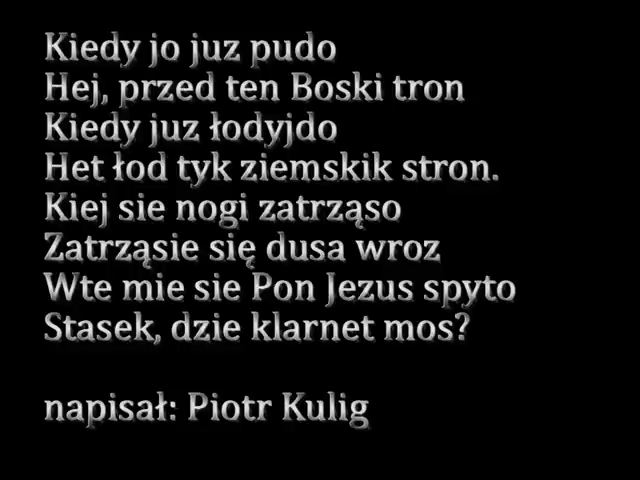 Kiedy jo juz pudo
Hej, przed ten Boski tron
Kiedy juz łodyjdo
Het łod tyk ziemskik stron.
Kiej sie nogi zatrząso
Zatrząsie się dusa wroz
Wte mie sie Pon Jezus spyto
Stasek, dzie klarnet mos?
napisał: Piotr Kulig